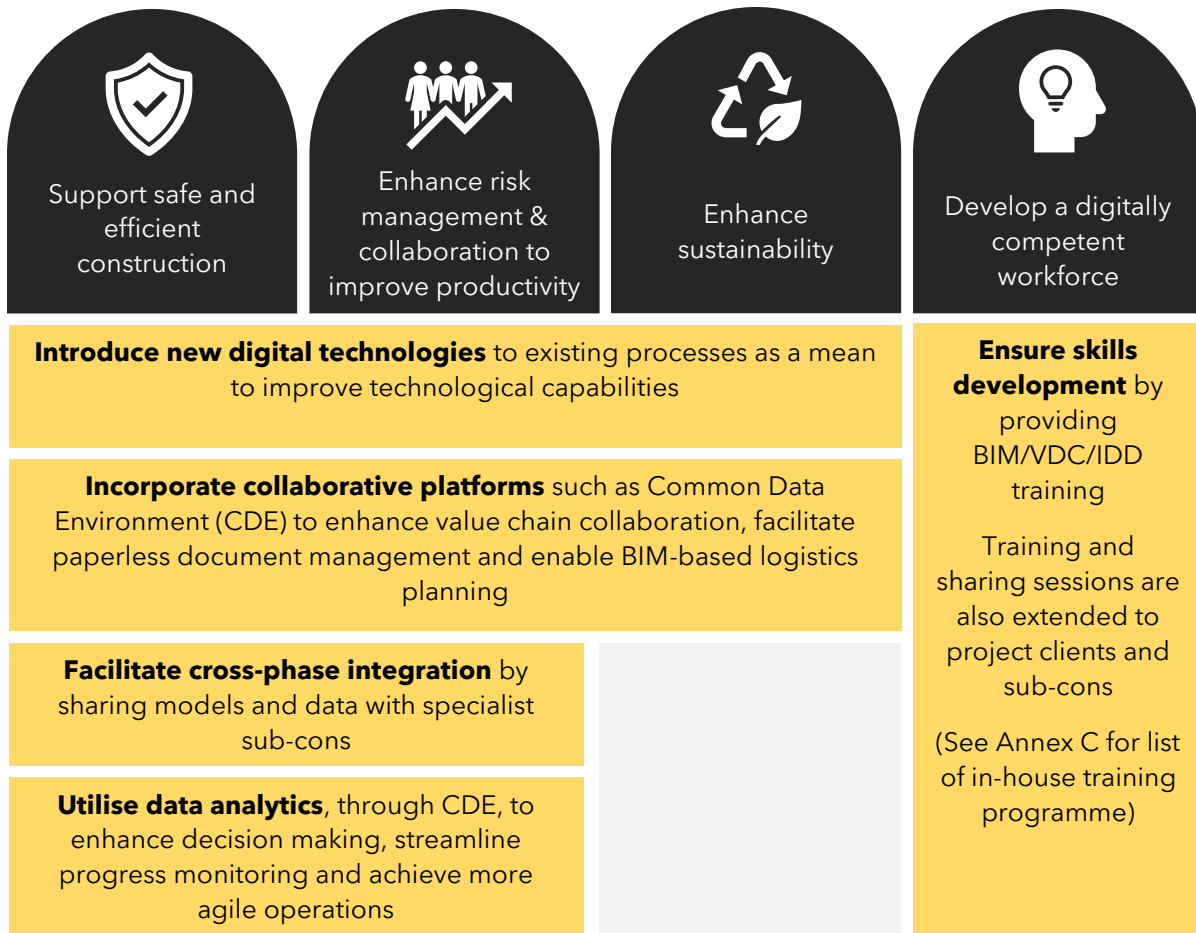 Support safe and
efficient
construction
Enhance risk
management &
collaboration to
improve productivity
Enhance
sustainability
Develop a digitally
competent
workforce
Introduce new digital technologies to existing processes as a mean
to improve technological capabilities
Incorporate collaborative platforms such as Common Data
Environment (CDE) to enhance value chain collaboration, facilitate
paperless document management and enable BIM-based logistics
planning
Facilitate cross-phase integration by
sharing models and data with specialist
sub-cons
Utilise data analytics, through CDE, to
enhance decision making, streamline
progress monitoring and achieve more
agile operations
Ensure skills
development by
providing
BIM/VDC/IDD
training
Training and
sharing sessions are
also extended to
project clients and
sub-cons
(See Annex C for list
of in-house training
programme)